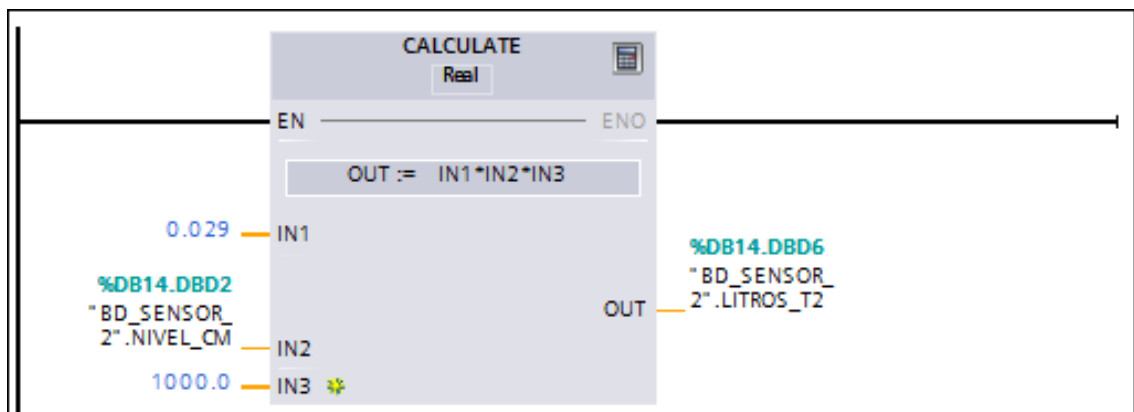 CALCULATE
Real
EN
ENO
OUT := IN1*IN2*IN3
0.029
IN1
%DB14.DBD2
"BD_SENSOR_
2".NIVEL_CM
IN2
1000.0
IN3
%DB14.DBD6
"BD_SENSOR_
2".LITROS_T2
OUT